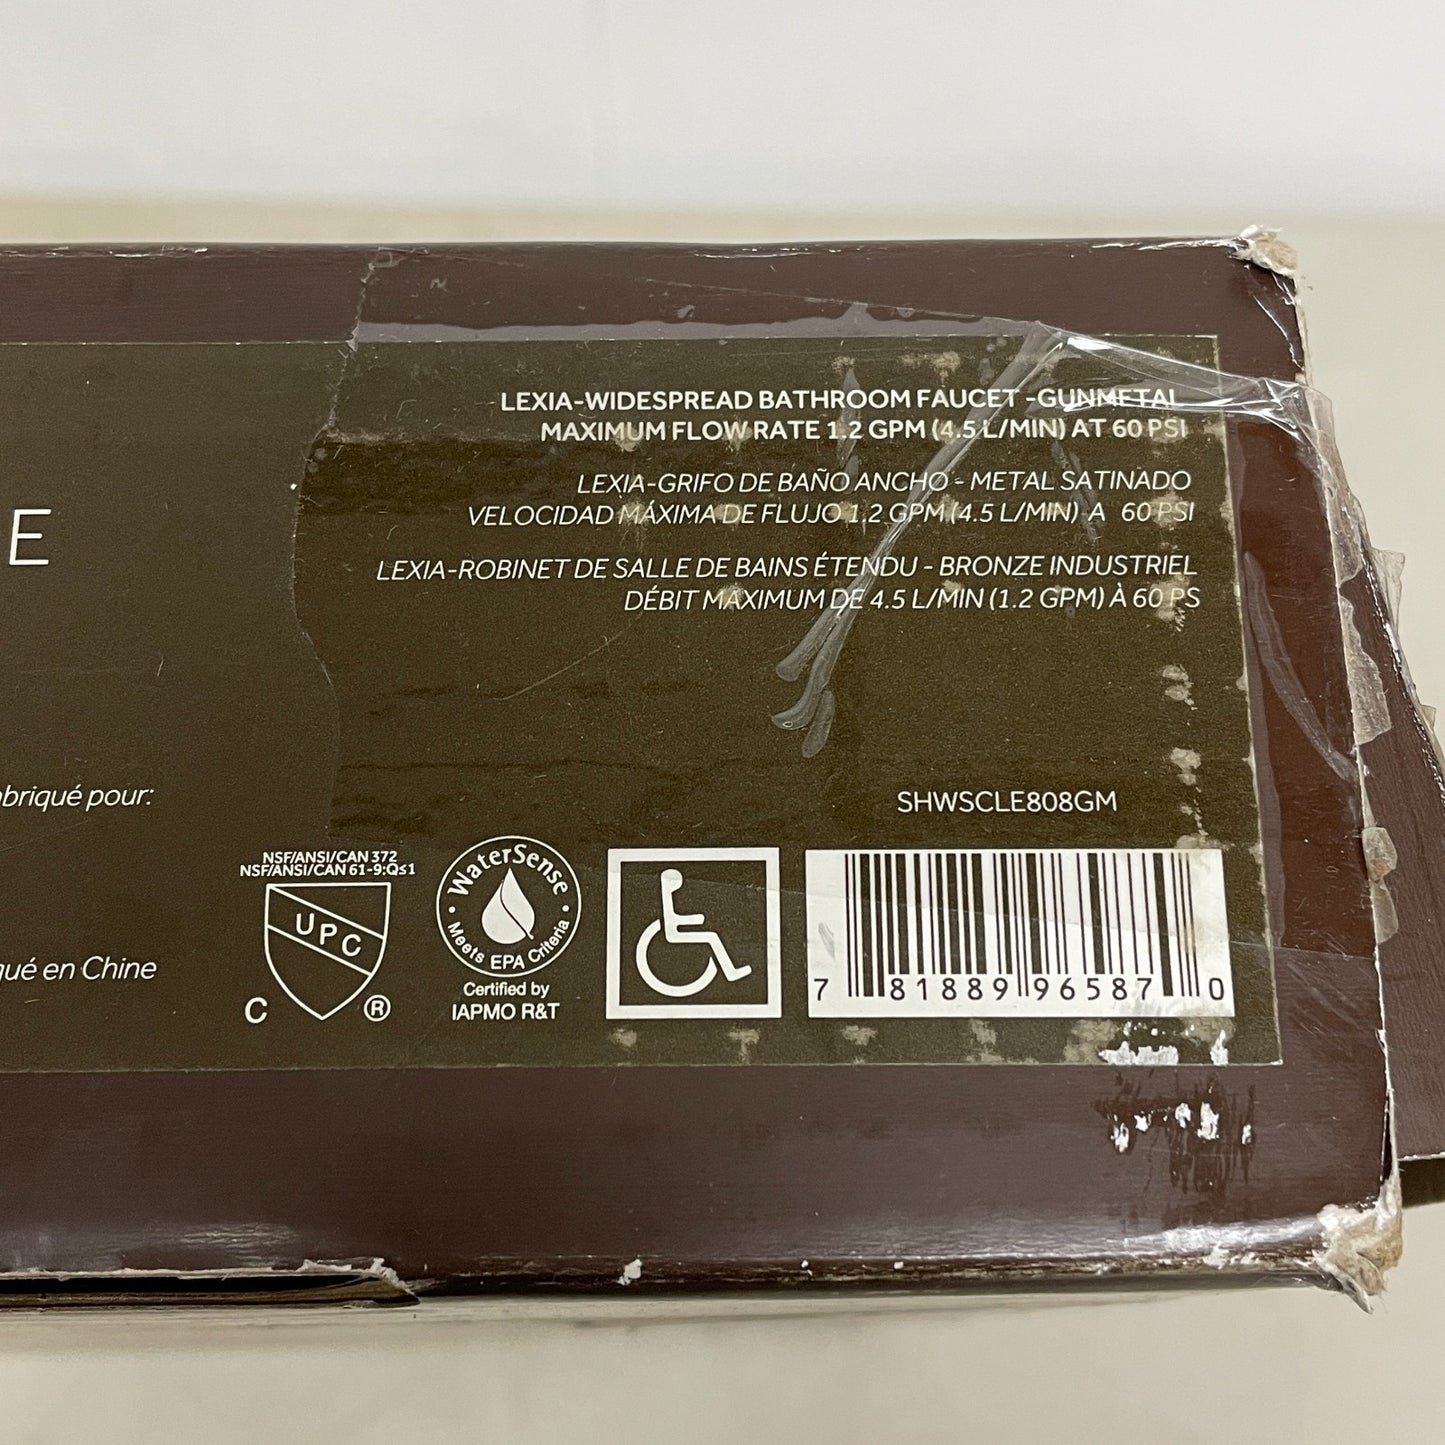 LEXIA-WIDESPREAD BATHROOM FAUCET -GUNMETAL
MAXIMUM FLOW RATE 1.2 GPM (4.5 L/MIN) AT 60 PSI
LEXIA-GRIFO DE BAÑO ANCHO - METAL SATINADO
VELOCIDAD MÁXIMA DE FLUJO 1.2 GPM (4.5 L/MIN) A 60 PSI
LEXIA-ROBINET DE SALLE DE BAINS ÉTENDU - BRONZE INDUSTRIEL
DÉBIT MAXIMUM DE 4.5 L/MIN (1.2 GPM) À 60 PS
E
briqué pour:
qué en Chine
SHWSCLE808GM
NSF/ANSI/CAN 372
NSF/ANSI/CAN 61-9:Q≤1
UPC
C ®
WaterSense
Meets EPA Criteria
Certified by
IAPMO R&T
7 81889 96587 0